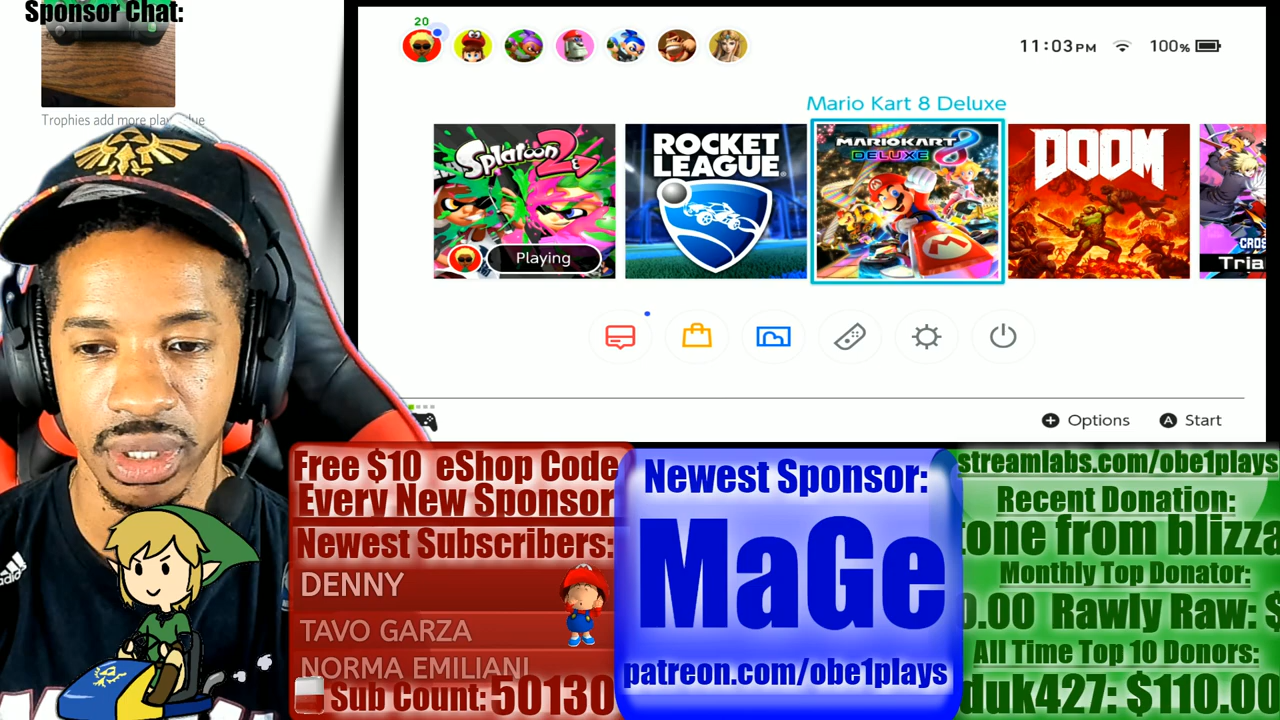 Sponsor Chat:
Trophies add more play
20
11:03 PM
100%
Mario Kart 8 Deluxe
Splatoon 2
Playing
ROCKET
LEAGUE
MARIOKART 8
DELUXE
DOOM
CROS
Tria
Options
A Start
adidas
Free $10 eShop Code
Every New Sponsor
Newest Subscribers:
DENNY
TAVO GARZA
NORMA EMILIANI
Sub Count: 50130
Newest Sponsor:
MaGe
patreon.com/obe1plays
streamlabs.com/obe1plays
Recent Donation:
tone from blizza
Monthly Top Donator:
0.00 Rawly Raw: $
All Time Top 10 Donors:
duk427: $110.00